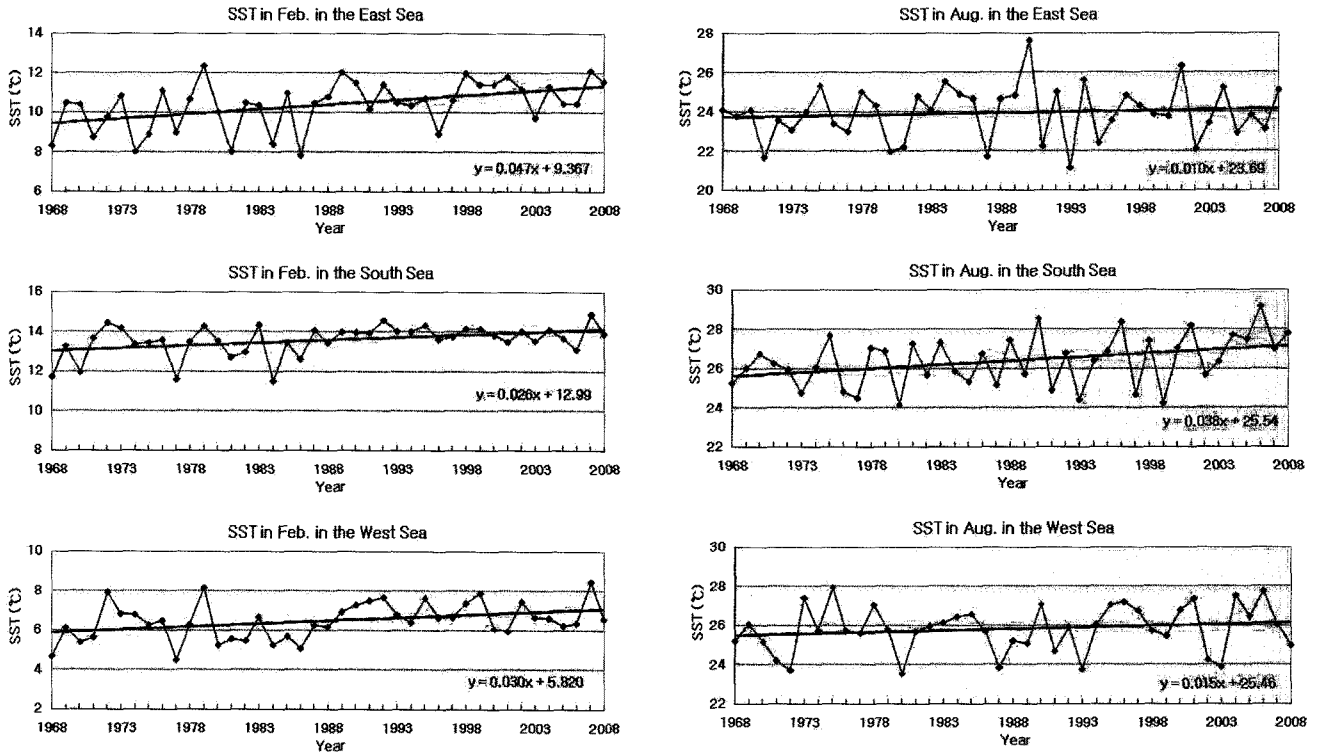 SST in Feb. in the East Sea
14
12
10
8
6
SST (℃)
y = 0.047x + 9.367
1968 1973 1978 1983 1988 1993 1998 2003 2008
Year
SST in Aug. in the East Sea
28
26
24
22
20
SST (℃)
y = 0.010x + 23.69
1968 1973 1978 1983 1988 1993 1998 2003 2008
Year
SST in Feb. in the South Sea
16
14
12
10
8
SST (℃)
y = 0.026x + 12.99
1968 1973 1978 1983 1988 1993 1998 2003 2008
Year
SST in Aug. in the South Sea
30
28
26
24
22
SST (℃)
y = 0.038x + 25.54
1968 1973 1978 1983 1988 1993 1998 2003 2008
Year
SST in Feb. in the West Sea
10
8
6
4
2
SST (℃)
y = 0.030x + 5.820
1968 1973 1978 1983 1988 1993 1998 2003 2008
Year
SST in Aug. in the West Sea
30
28
26
24
22
SST (℃)
y = 0.015x + 25.46
1968 1973 1978 1983 1988 1993 1998 2003 2008
Year